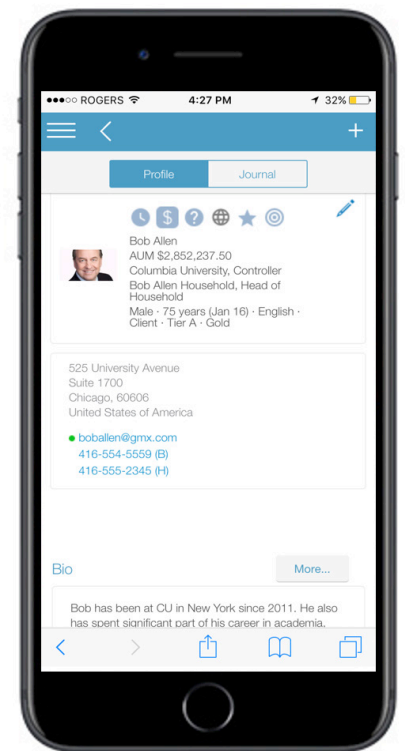 ROGERS 4:27 PM 32%
Profile Journal
$ ?
Bob Allen
AUM $2,852,237.50
Columbia University, Controller
Bob Allen Household, Head of
Household
Male · 75 years (Jan 16) · English ·
Client · Tier A · Gold
525 University Avenue
Suite 1700
Chicago, 60606
United States of America
boballen@gmx.com
416-554-5559 (B)
416-555-2345 (H)
Bio More...
Bob has been at CU in New York since 2011. He also
has spent significant part of his career in academia.